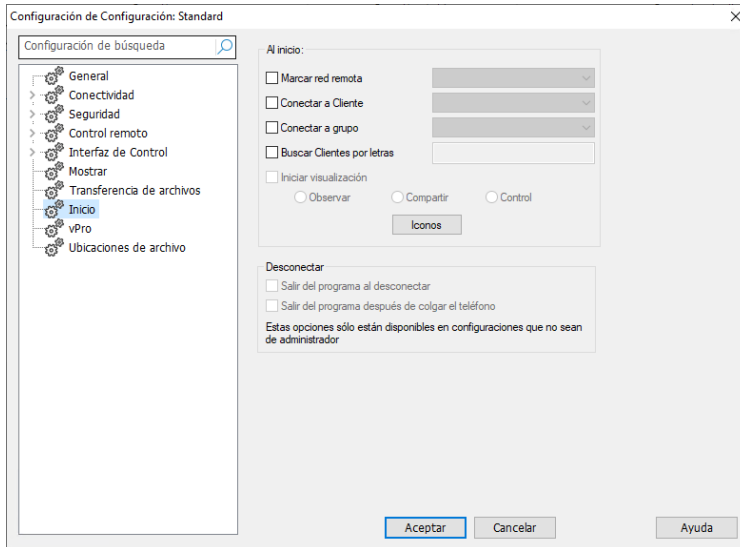 Configuración de Configuración: Standard
Configuración de búsqueda
General
Conectividad
Seguridad
Control remoto
Interfaz de Control
Mostrar
Transferencia de archivos
Inicio
vPro
Ubicaciones de archivo
Al inicio:
Marcar red remota
Conectar a Cliente
Conectar a grupo
Buscar Clientes por letras
Iniciar visualización
Observar Compartir Control
Iconos
Desconectar
Salir del programa al desconectar
Salir del programa después de colgar el teléfono
Estas opciones sólo están disponibles en configuraciones que no sean
de administrador
Aceptar Cancelar Ayuda